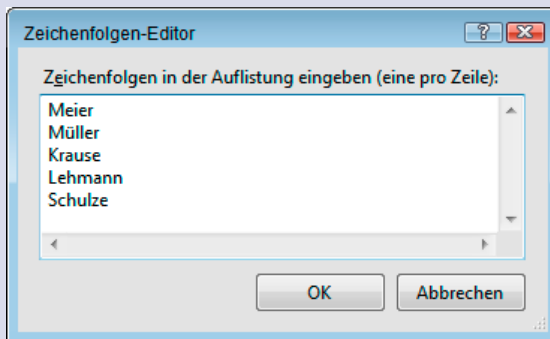 Zeichenfolgen-Editor
?
Zeichenfolgen in der Auflistung eingeben (eine pro Zeile):
Meier
Müller
Krause
Lehmann
Schulze
OK Abbrechen